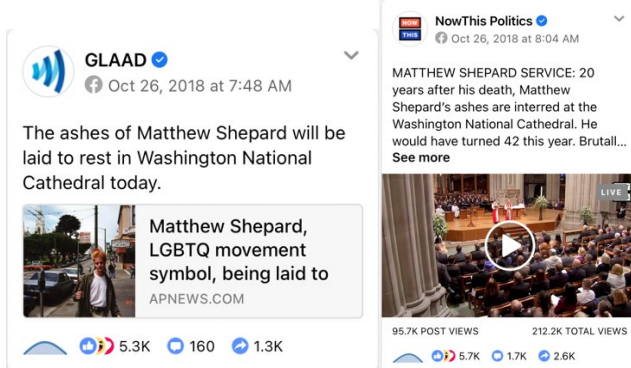 GLAAD
Oct 26, 2018 at 7:48 AM
The ashes of Matthew Shepard will be
laid to rest in Washington National
Cathedral today.
Matthew Shepard,
LGBTQ movement
symbol, being laid to
APNEWS.COM
5.3K 160 1.3K
NOW
THIS
NowThis Politics
Oct 26, 2018 at 8:04 AM
MATTHEW SHEPARD SERVICE: 20
years after his death, Matthew
Shepard's ashes are interred at the
Washington National Cathedral. He
would have turned 42 this year. Brutall...
See more
LIVE
95.7K POST VIEWS 212.2K TOTAL VIEWS
5.7K 1.7K 2.6K